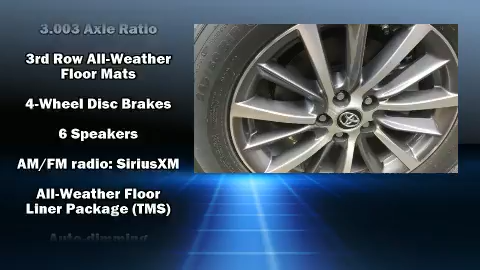 3.003 Axle Ratio
3rd Row All-Weather
Floor Mats
4-Wheel Disc Brakes
6 Speakers
AM/FM radio: SiriusXM
All-Weather Floor
Liner Package (TMS)
Auto-dimming